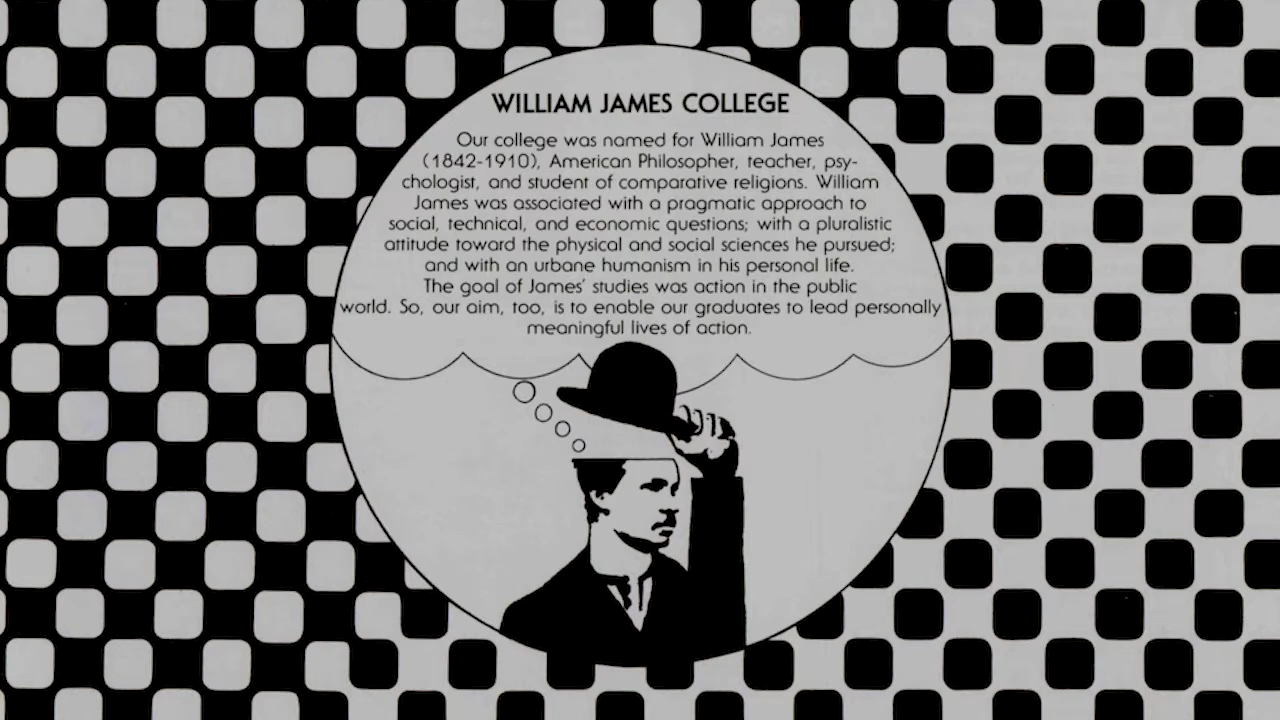 WILLIAM JAMES COLLEGE
Our college was named for William James
(1842-1910), American Philosopher, teacher, psy-
chologist, and student of comparative religions. William
James was associated with a pragmatic approach to
social, technical, and economic questions; with a pluralistic
attitude toward the physical and social sciences he pursued;
and with an urbane humanism in his personal life.
The goal of James' studies was action in the public
world. So, our aim, too, is to enable our graduates to lead personally
meaningful lives of action.